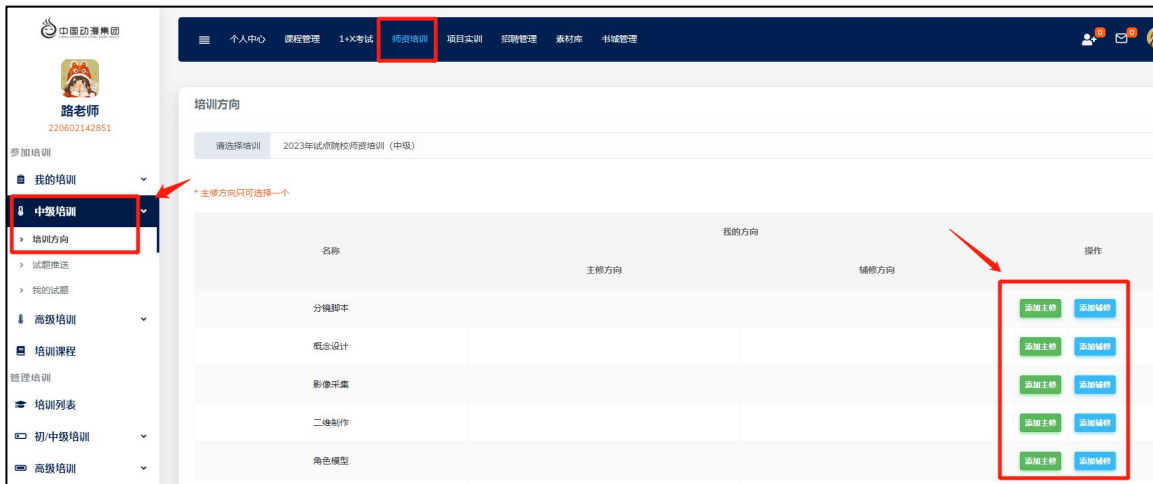 中国动漫集团
个人中心 课程管理 1+X考试 师资培训 项目实训 招聘管理 素材库 书城管理 0 0
路老师
220602142851
参加培训
我的培训
中级培训
培训方向
试题推送
我的试题
高级培训
培训课程
管理培训
培训列表
初/中级培训
高级培训
培训方向
请选择培训 2023年试点院校师资培训（中级）
* 主修方向只可选择一个
名称 我的方向 操作
主修方向 辅修方向
分镜脚本 添加主修 添加辅修
概念设计 添加主修 添加辅修
影像采集 添加主修 添加辅修
二维制作 添加主修 添加辅修
角色模型 添加主修 添加辅修